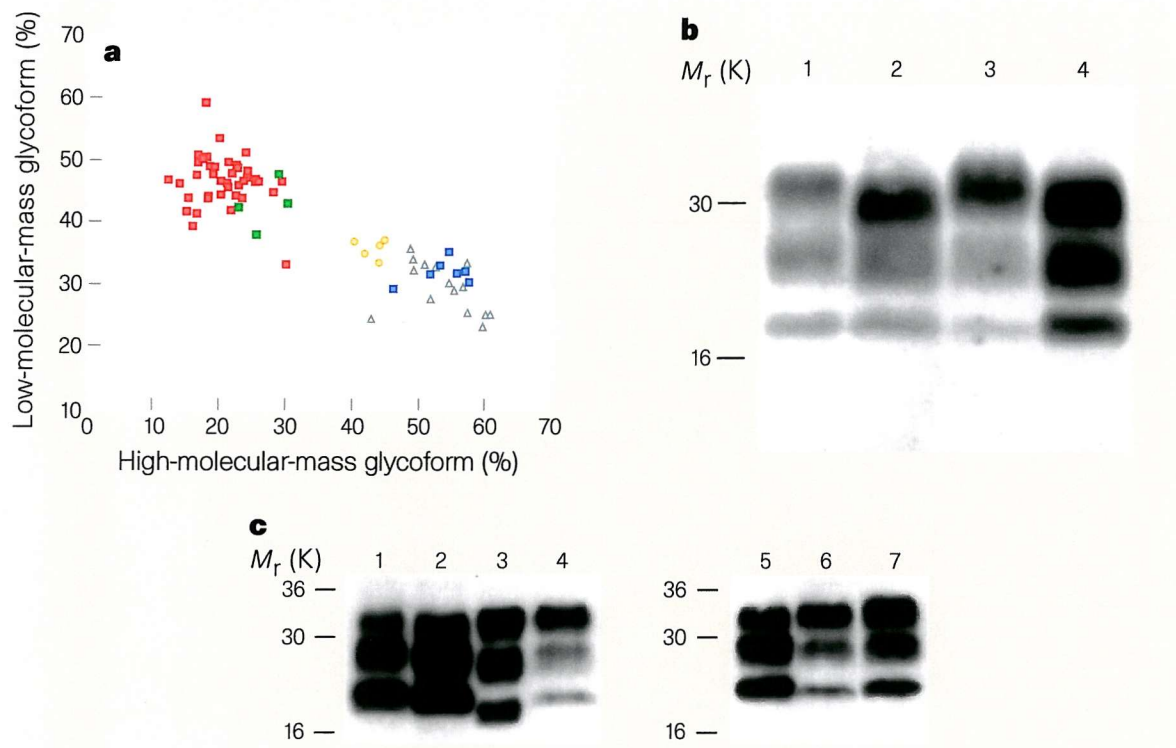 a
Low-molecular-mass glycoform (%)
70
60
50
40
30
20
10
0 10 20 30 40 50 60 70
High-molecular-mass glycoform (%)
b
Mr (K) 1 2 3 4
30
16
c
Mr (K) 1 2 3 4
36
30
16
5 6 7
36
30
16